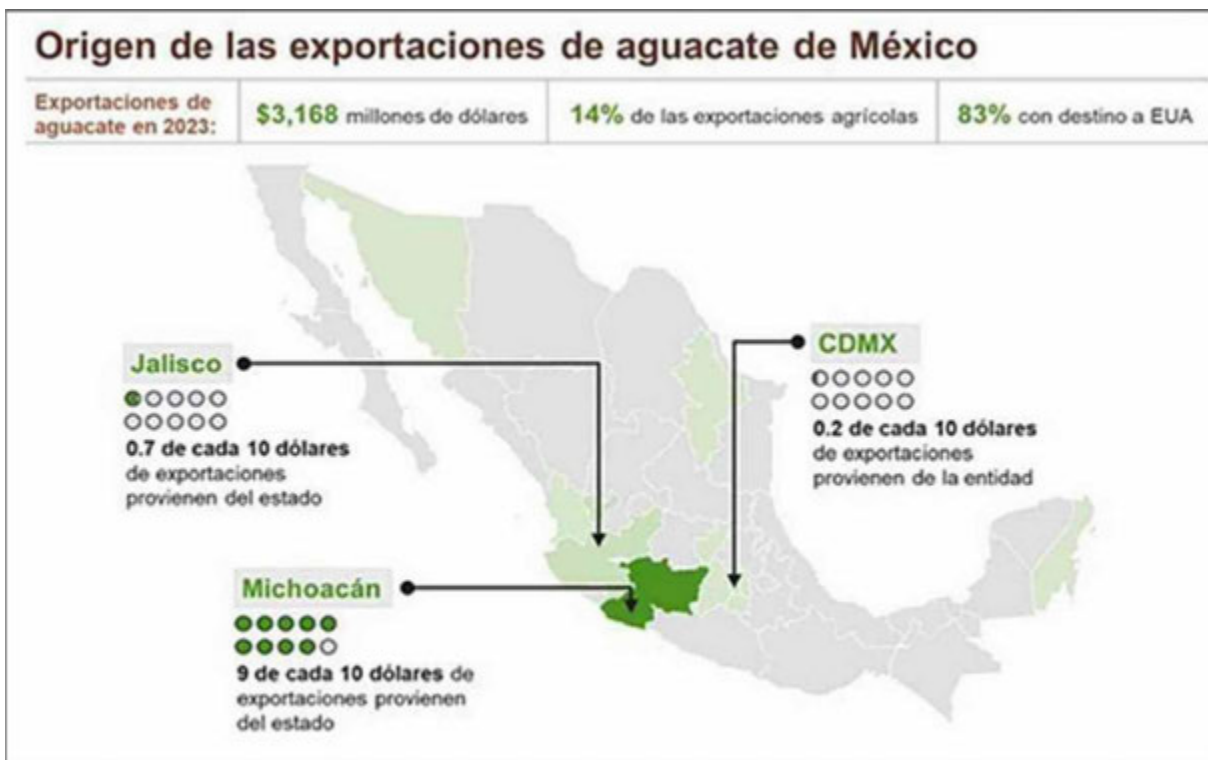 Origen de las exportaciones de aguacate de México
Exportaciones de
aguacate en 2023:
$3,168 millones de dólares
14% de las exportaciones agrícolas
83% con destino a EUA
Jalisco
0.7 de cada 10 dólares
de exportaciones
provienen del estado
CDMX
0.2 de cada 10 dólares
de exportaciones
provienen de la entidad
Michoacán
9 de cada 10 dólares de
exportaciones provienen
del estado